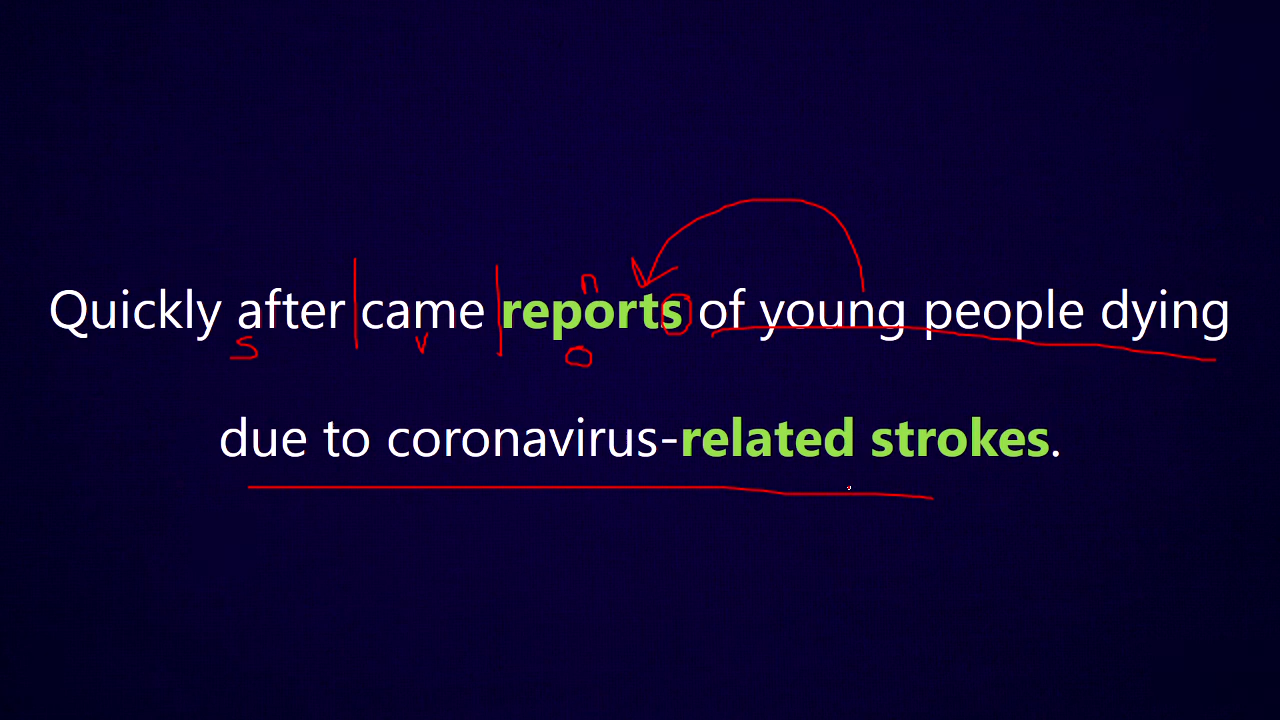 n
Quickly after came reports of young people dying
S v O
due to coronavirus-related strokes.